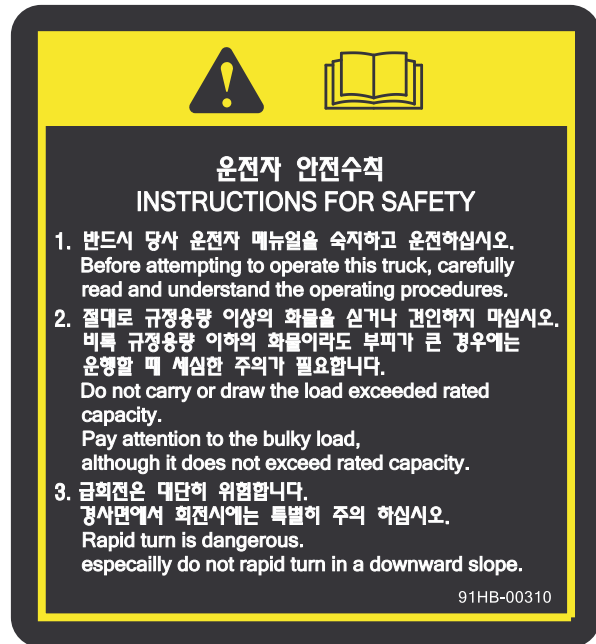 운전자 안전수칙
INSTRUCTIONS FOR SAFETY
1. 반드시 당사 운전자 매뉴얼을 숙지하고 운전하십시오.
Before attempting to operate this truck, carefully
read and understand the operating procedures.
2. 절대로 규정용량 이상의 화물을 싣거나 견인하지 마십시오.
비록 규정용량 이하의 화물이라도 부피가 큰 경우에는
운행할 때 세심한 주의가 필요합니다.
Do not carry or draw the load exceeded rated
capacity.
Pay attention to the bulky load,
although it does not exceed rated capacity.
3. 급회전은 대단히 위험합니다.
경사면에서 회전시에는 특별히 주의 하십시오.
Rapid turn is dangerous.
especailly do not rapid turn in a downward slope.
91HB-00310